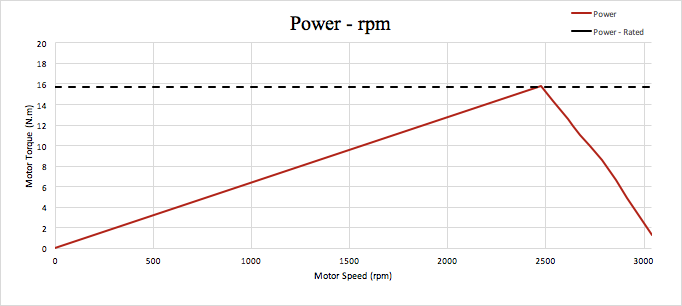 Power - rpm
Power
Power - Rated
20
18
16
14
12
10
8
6
4
2
0
Motor Torque (N.m)
0 500 1000 1500 2000 2500 3000
Motor Speed (rpm)